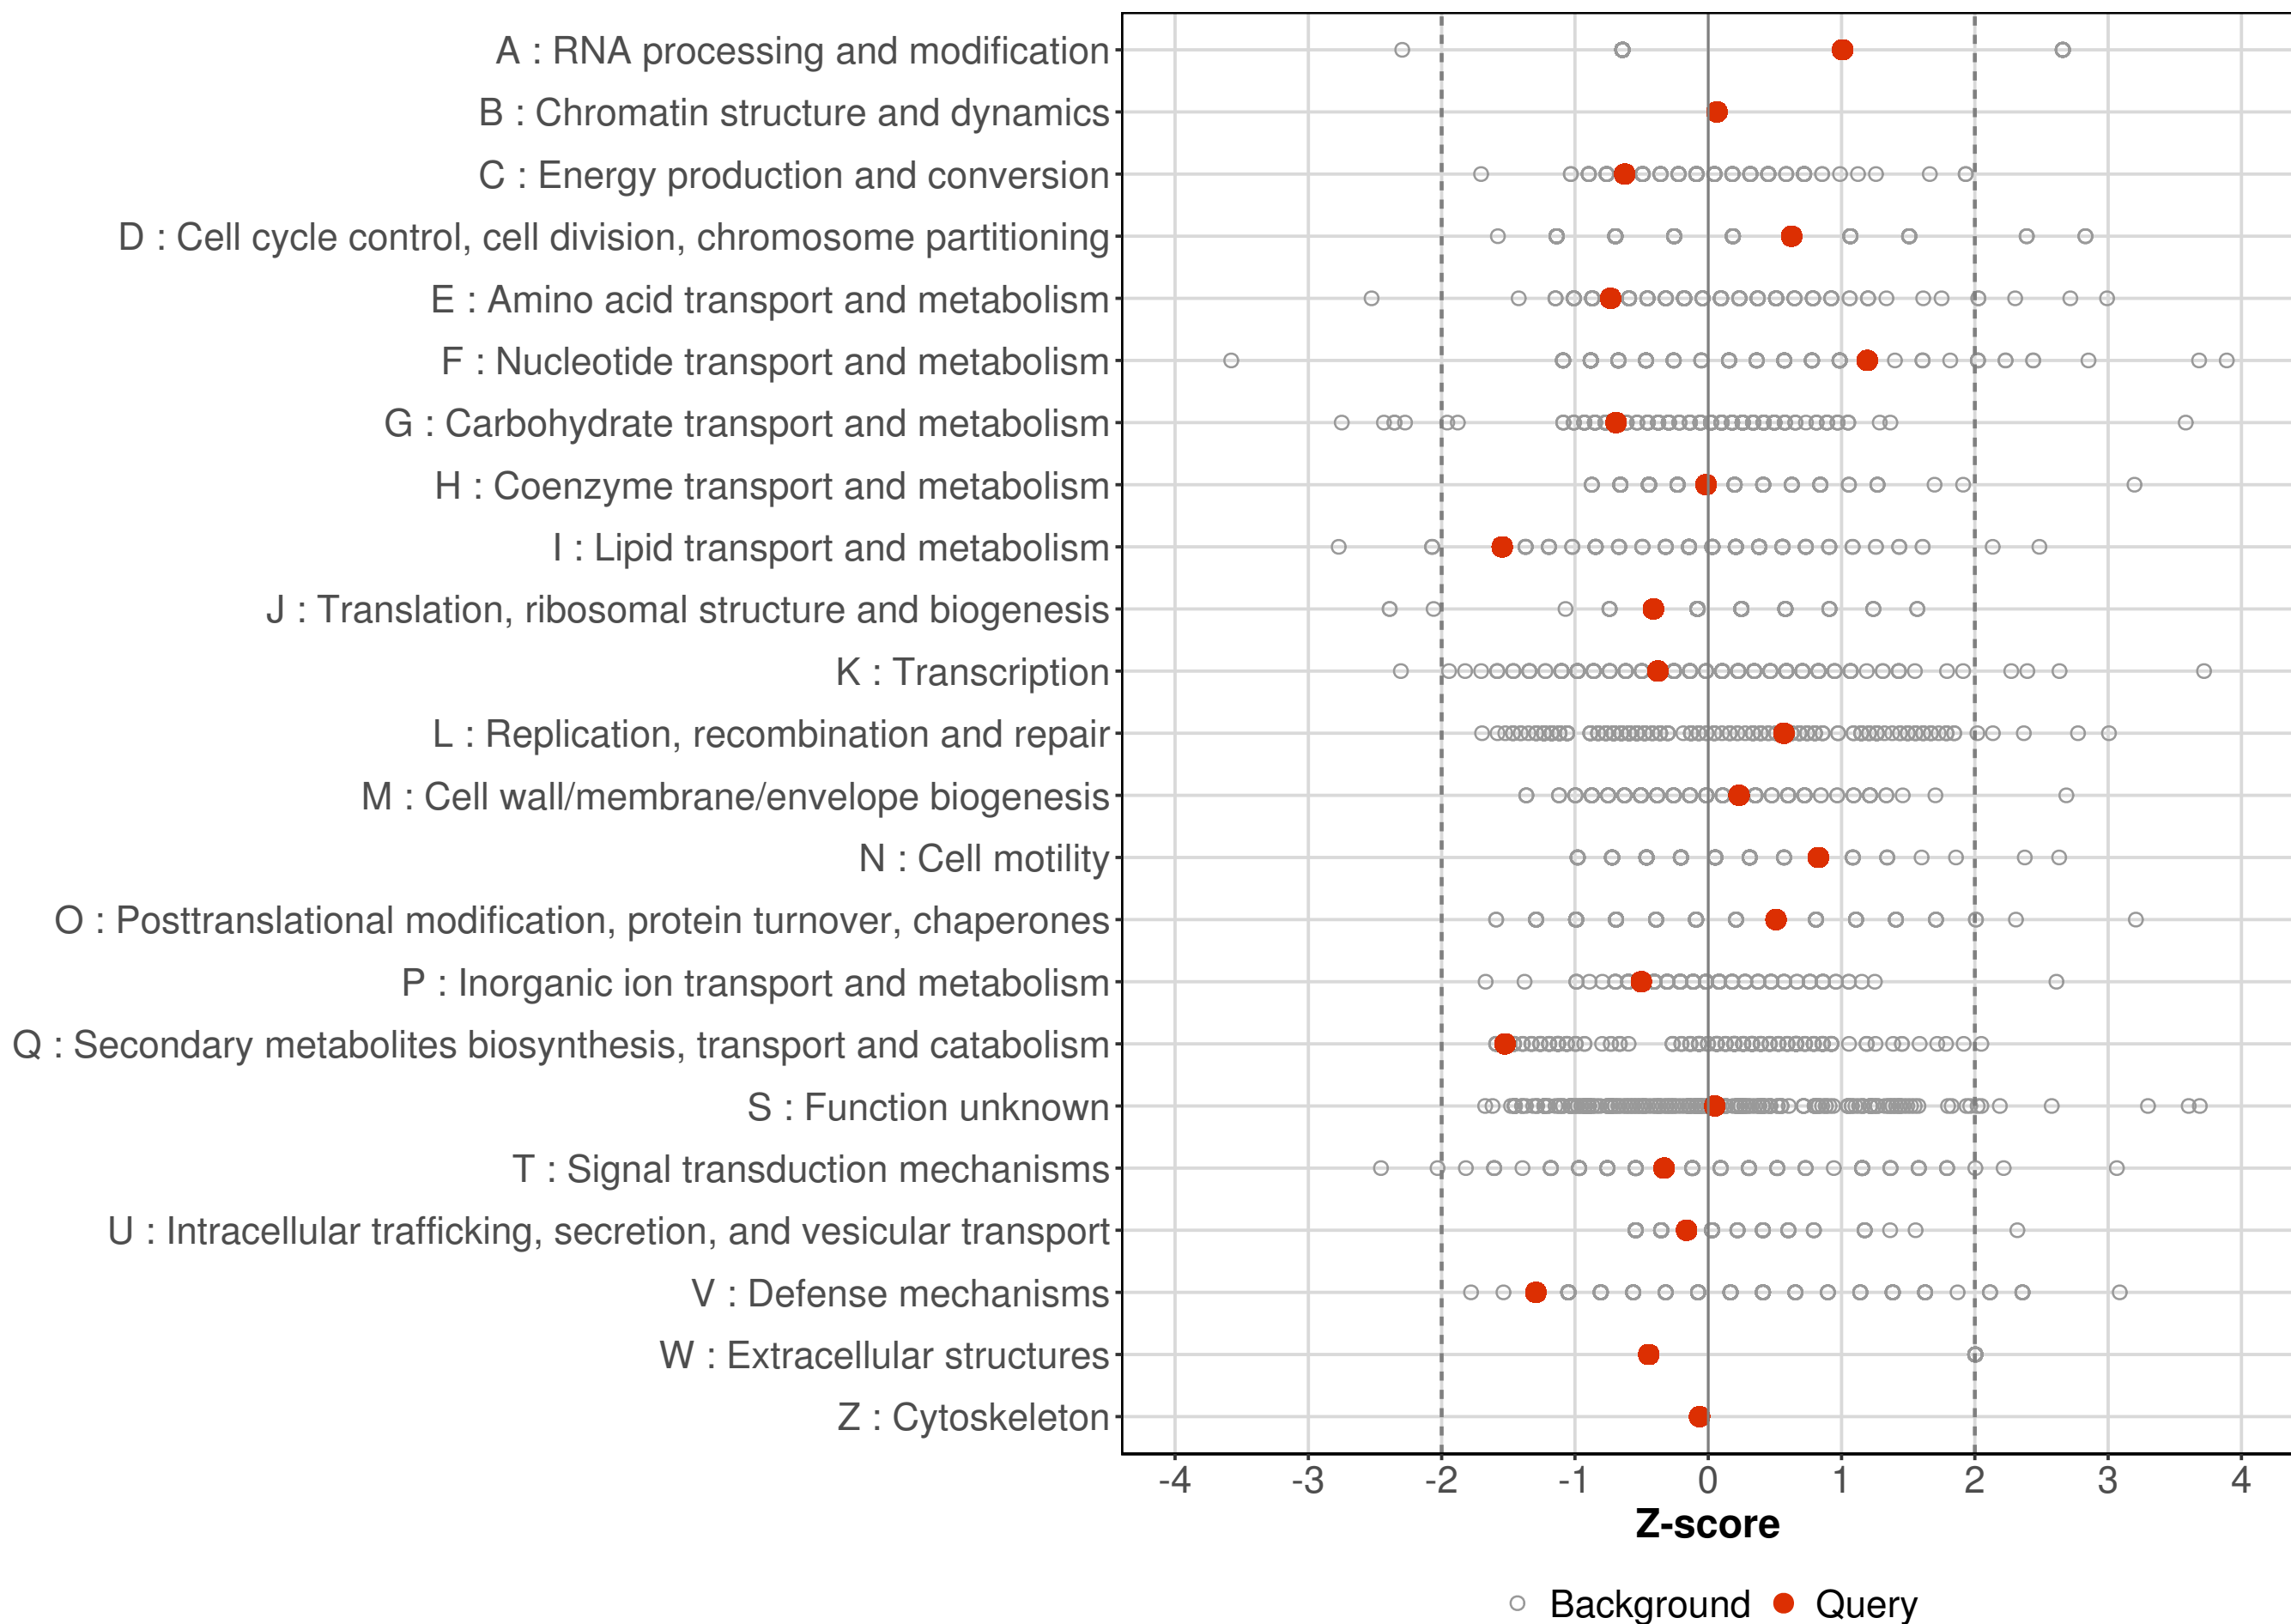 A : RNA processing and modification
B : Chromatin structure and dynamics
C : Energy production and conversion
D : Cell cycle control, cell division, chromosome partitioning
E : Amino acid transport and metabolism
F : Nucleotide transport and metabolism
G : Carbohydrate transport and metabolism
H : Coenzyme transport and metabolism
I : Lipid transport and metabolism
J : Translation, ribosomal structure and biogenesis
K : Transcription
L : Replication, recombination and repair
M : Cell wall/membrane/envelope biogenesis
N : Cell motility
O : Posttranslational modification, protein turnover, chaperones
P : Inorganic ion transport and metabolism
Q : Secondary metabolites biosynthesis, transport and catabolism
S : Function unknown
T : Signal transduction mechanisms
U : Intracellular trafficking, secretion, and vesicular transport
V : Defense mechanisms
W : Extracellular structures
Z : Cytoskeleton
-4 -3 -2 -1 0 1 2 3 4
Z-score
Background Query